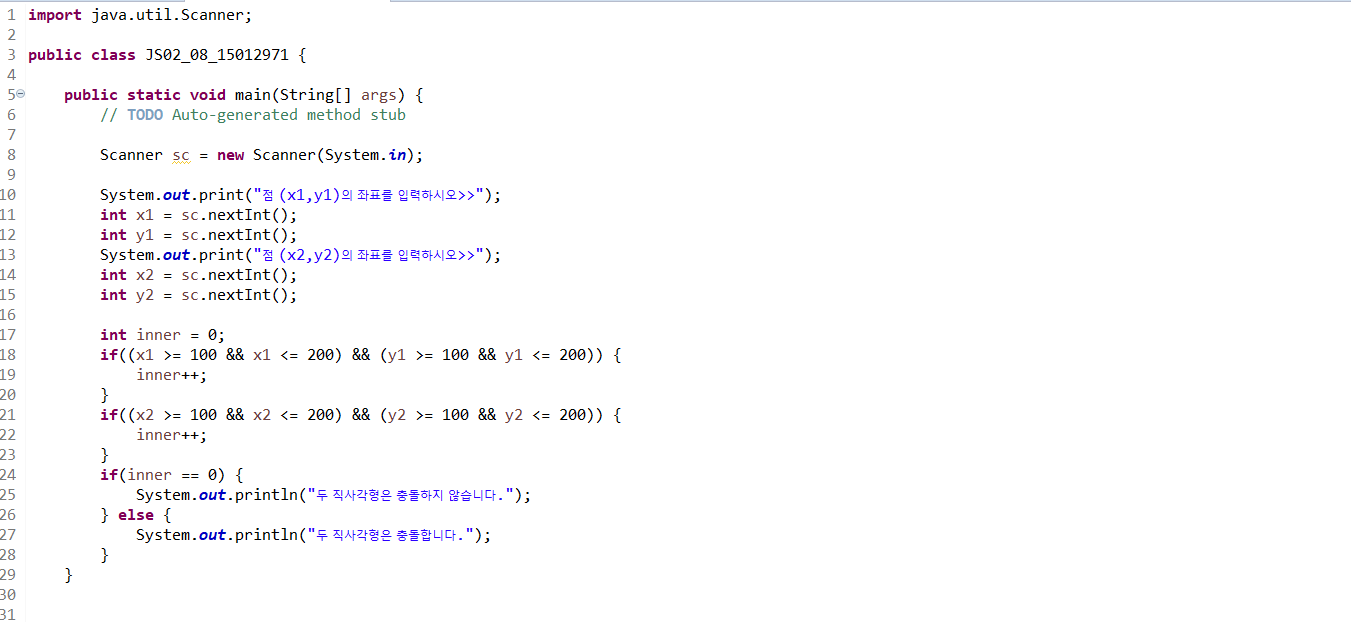 1 import java.util.Scanner;
2
3 public class JS02_08_15012971 {
4
5 public static void main(String[] args) {
6 // TODO Auto-generated method stub
7
8 Scanner sc = new Scanner(System.in);
9
10 System.out.print("점 (x1,y1)의 좌표를 입력하시오>>");
11 int x1 = sc.nextInt();
12 int y1 = sc.nextInt();
13 System.out.print("점 (x2,y2)의 좌표를 입력하시오>>");
14 int x2 = sc.nextInt();
15 int y2 = sc.nextInt();
16
17 int inner = 0;
18 if((x1 >= 100 && x1 <= 200) && (y1 >= 100 && y1 <= 200)) {
19 inner++;
20 }
21 if((x2 >= 100 && x2 <= 200) && (y2 >= 100 && y2 <= 200)) {
22 inner++;
23 }
24 if(inner == 0) {
25 System.out.println("두 직사각형은 충돌하지 않습니다.");
26 } else {
27 System.out.println("두 직사각형은 충돌합니다.");
28 }
29 }
30
31